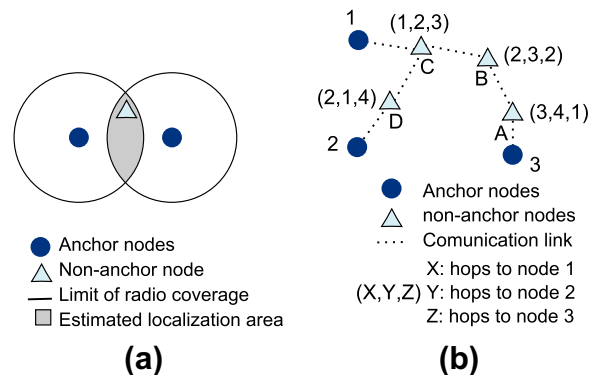 Anchor nodes
Non-anchor node
Limit of radio coverage
Estimated localization area
(a)
1
(1,2,3)
C
(2,3,2)
B
(2,1,4)
D
(3,4,1)
A
2
3
Anchor nodes
non-anchor nodes
Comunication link
X: hops to node 1
(X,Y,Z) Y: hops to node 2
Z: hops to node 3
(b)